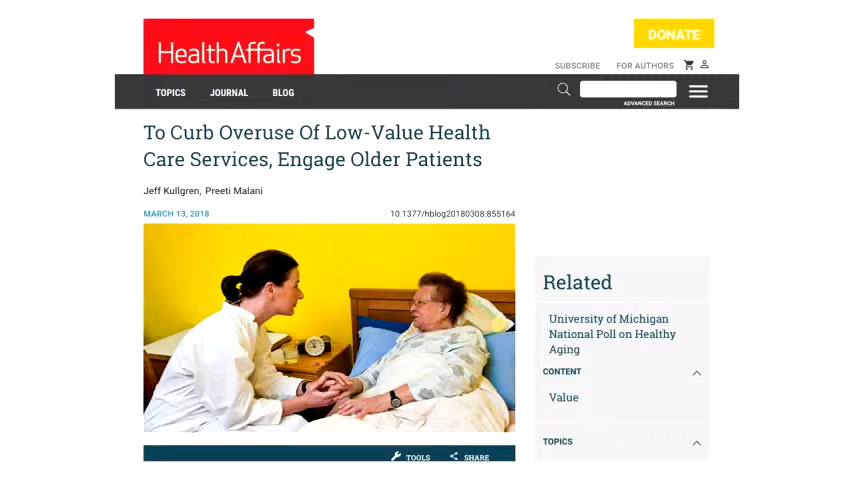 HealthAffairs
DONATE
SUBSCRIBE FOR AUTHORS
TOPICS JOURNAL BLOG
ADVANCED SEARCH
To Curb Overuse Of Low-Value Health
Care Services, Engage Older Patients
Jeff Kullgren, Preeti Malani
MARCH 13, 2018 10.1377/hblog20180308.855164
Related
University of Michigan
National Poll on Healthy
Aging
CONTENT
Value
TOPICS
TOOLS SHARE